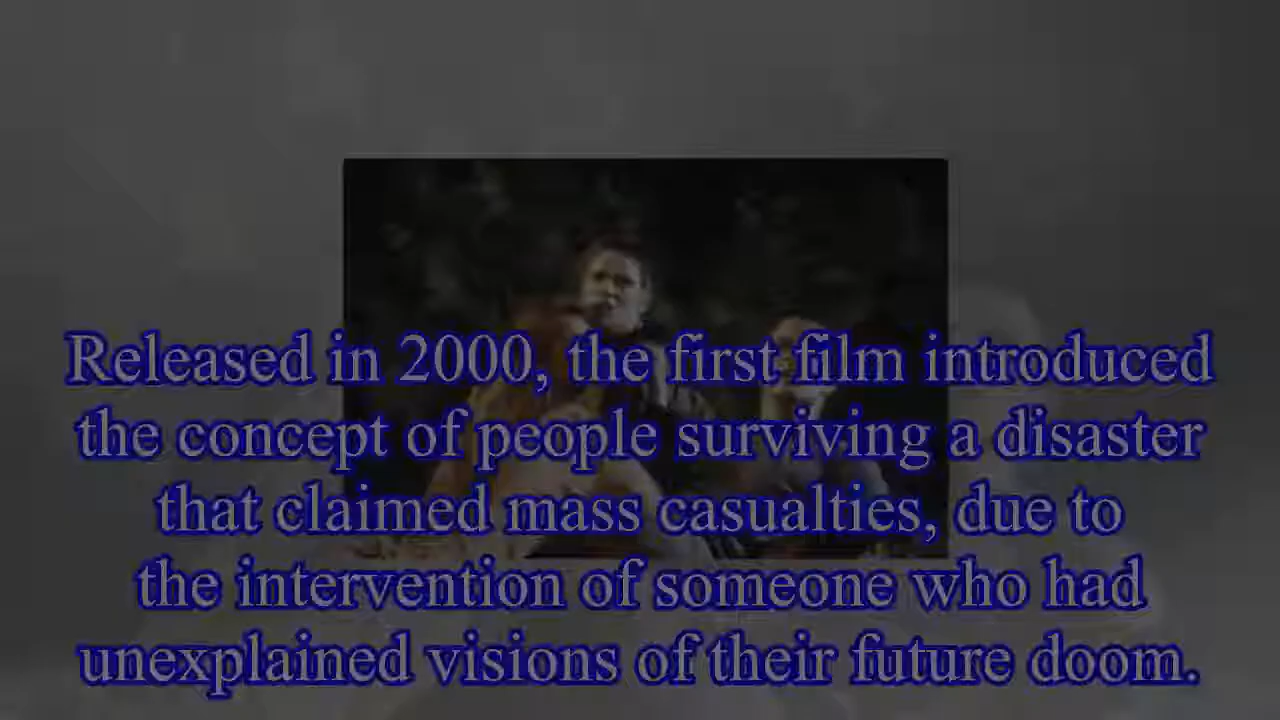 Released in 2000, the first film introduced
the concept of people surviving a disaster
that claimed mass casualties, due to
the intervention of someone who had
unexplained visions of their future doom.